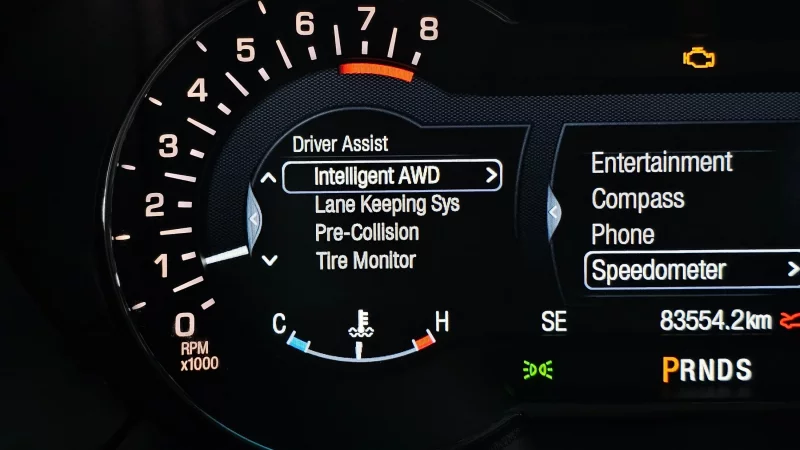 8
7
6
5
4
3
2
1
0
RPM
x1000
Driver Assist
Intelligent AWD
Lane Keeping Sys
Pre-Collision
Tire Monitor
C
H
Entertainment
Compass
Phone
Speedometer
SE
83554.2km
PRNDS